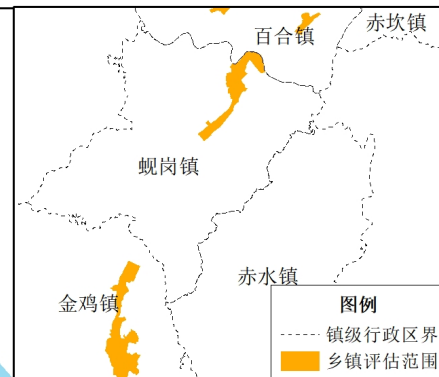 赤坎镇
百合镇
蚬岗镇
赤水镇
金鸡镇
图例
镇级行政区界
乡镇评估范围